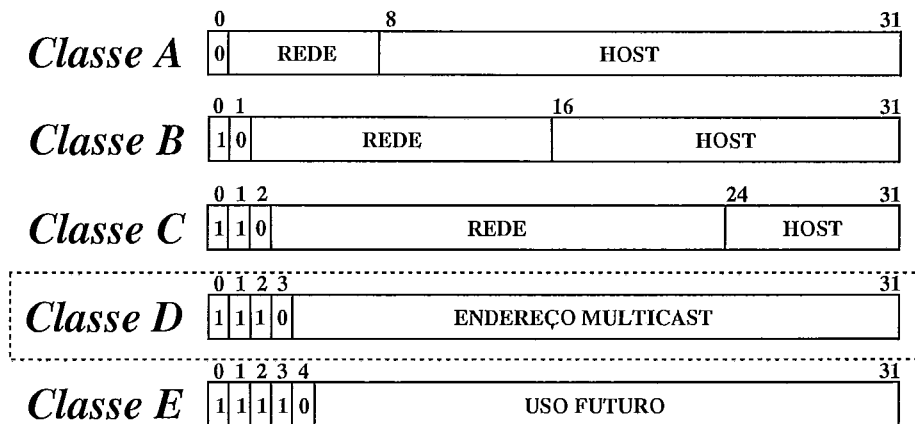 0 8 31
Classe A 0 REDE HOST
0 1 16 31
Classe B 1 0 REDE HOST
0 1 2 24 31
Classe C 1 1 0 REDE HOST
0 1 2 3 31
Classe D 1 1 1 0 ENDEREÇO MULTICAST
0 1 2 3 4 31
Classe E 1 1 1 1 0 USO FUTURO